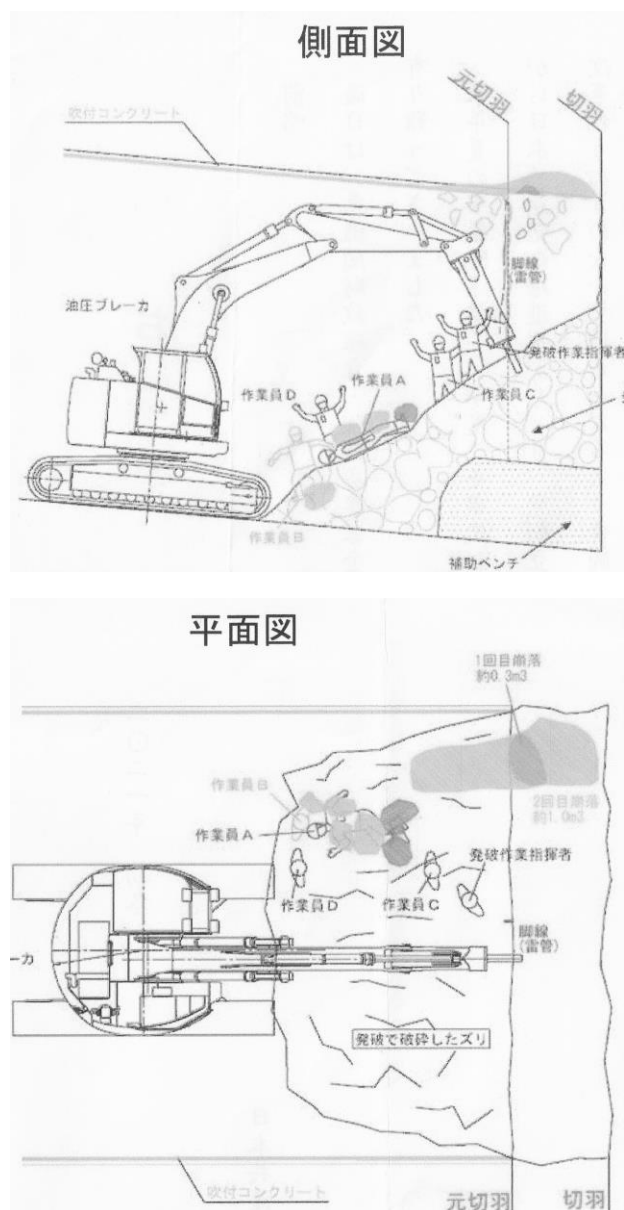 側面図
元切羽
切羽
吹付コンクリート
脚線
(雷管)
油圧ブレーカ
発破作業指揮者
作業員D
作業員A
作業員C
作業員B
補助ベンチ
平面図
1回目崩落
約0.3m3
作業員B
2回目崩落
約1.0m3
作業員A
発破作業指揮者
作業員D
作業員C
脚線
(雷管)
ーカ
発破で破砕したズリ
吹付コンクリート
元切羽
切羽